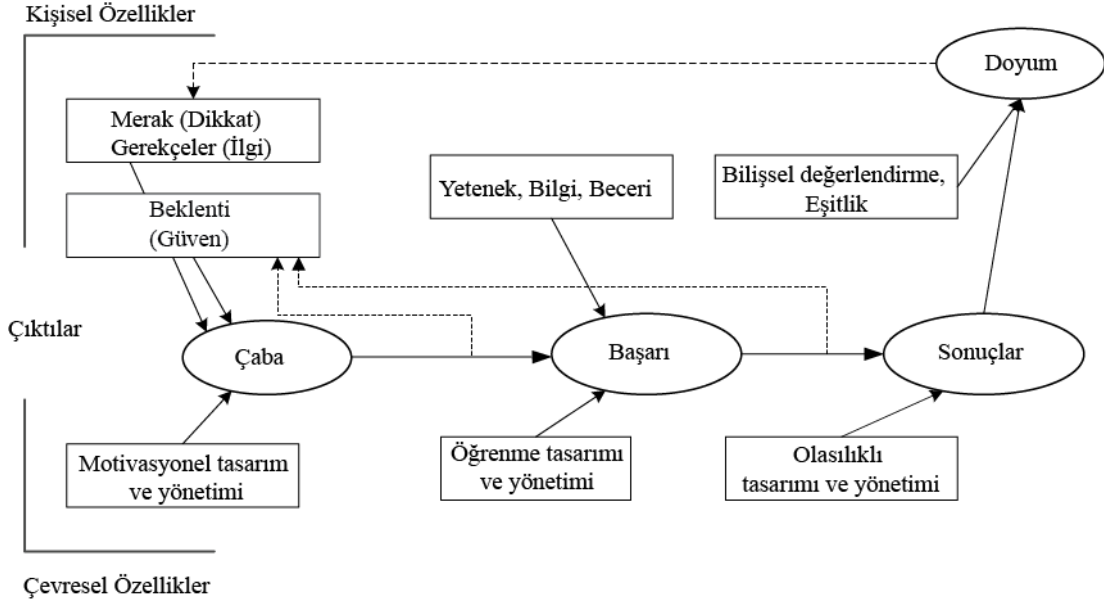 Kişisel Özellikler
Doyum
Merak (Dikkat)
Gerekçeler (İlgi)
Yetenek, Bilgi, Beceri
Bilişsel değerlendirme,
Eşitlik
Beklenti
(Güven)
Çıktılar
Çaba
Başarı
Sonuçlar
Motivasyonel tasarım
ve yönetimi
Öğrenme tasarımı
ve yönetimi
Olasılıklı
tasarımı ve yönetimi
Çevresel Özellikler